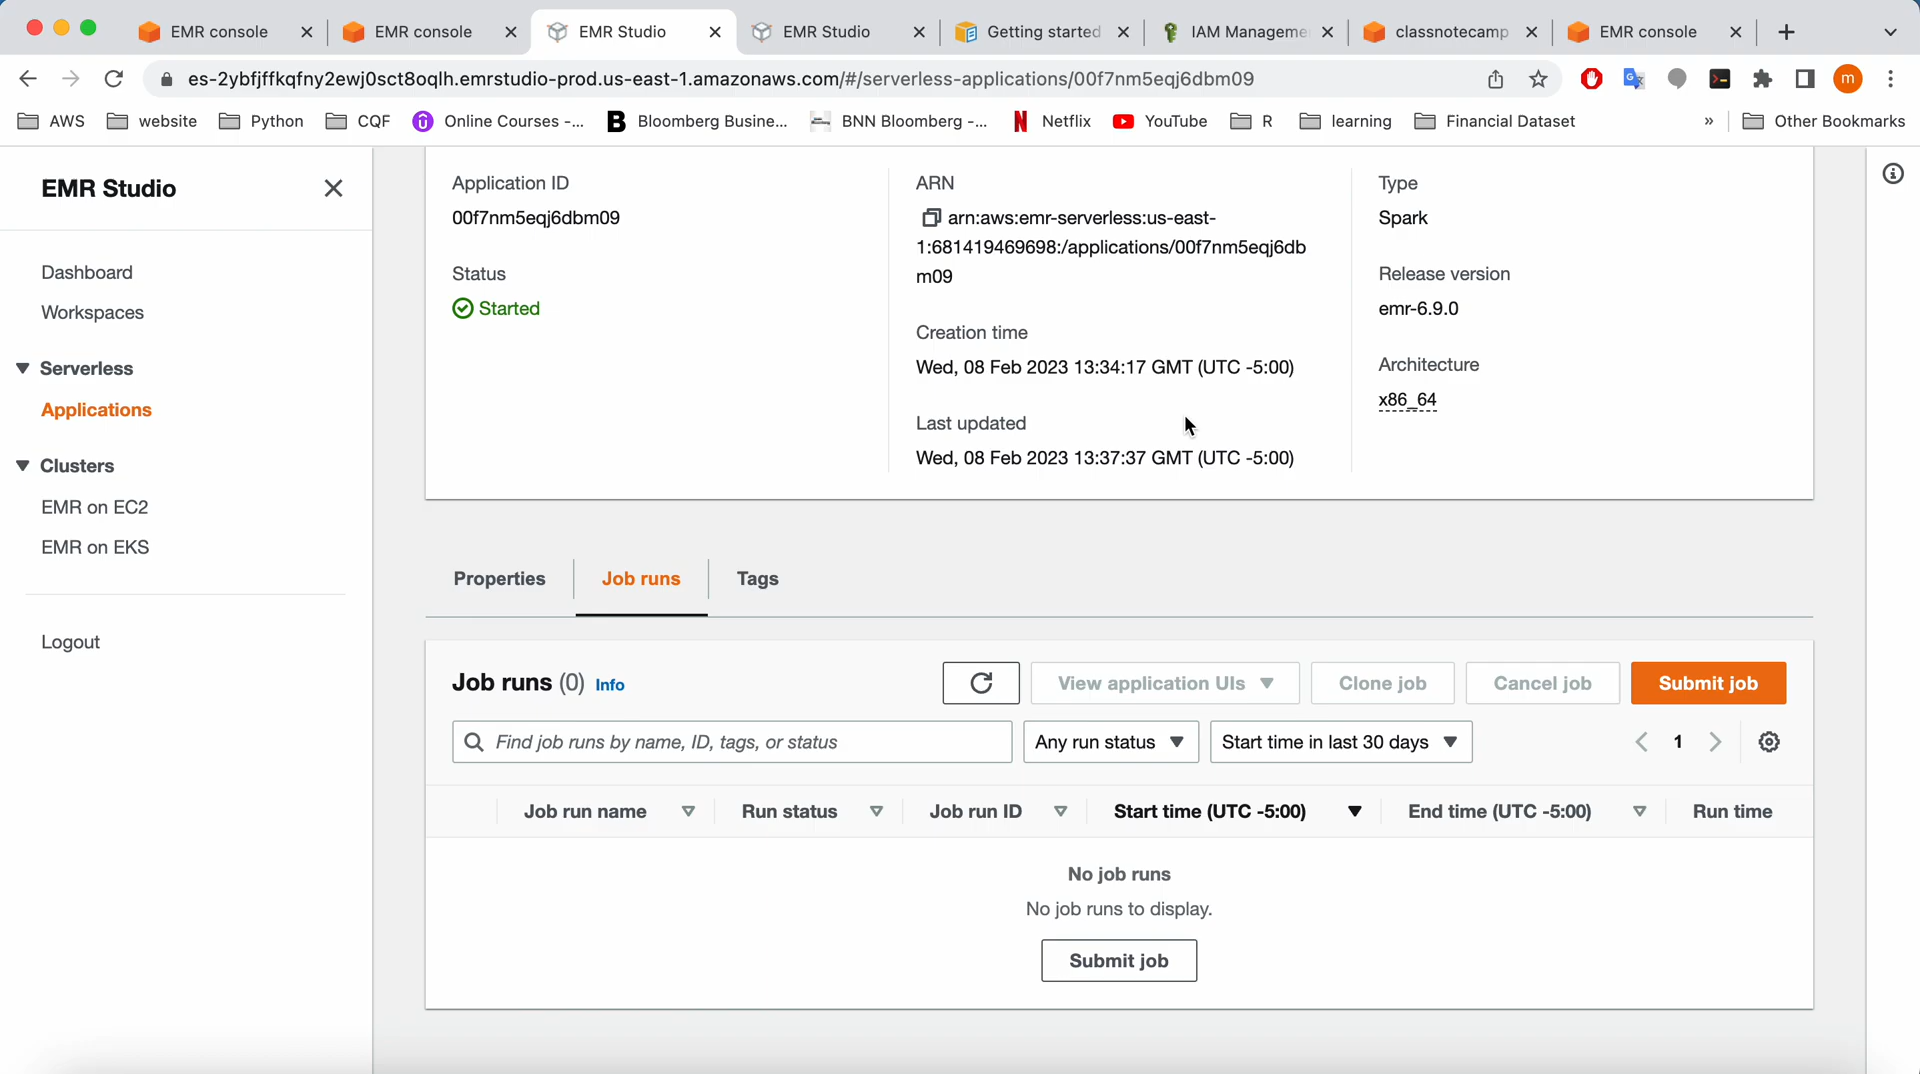 EMR console
EMR console
EMR Studio
EMR Studio
Getting started
IAM Manageme
classnotecamp
EMR console
es-2ybfjffkqfny2ewj0sct8oqlh.emrstudio-prod.us-east-1.amazonaws.com/#/serverless-applications/00f7nm5eqj6dbm09
m
AWS
website
Python
CQF
Online Courses -...
Bloomberg Busine...
BNN Bloomberg -...
Netflix
YouTube
R
learning
Financial Dataset
»
Other Bookmarks
EMR Studio
Dashboard
Workspaces
Serverless
Applications
Clusters
EMR on EC2
EMR on EKS
Logout
Application ID
00f7nm5eqj6dbm09
Status
Started
ARN
arn:aws:emr-serverless:us-east-
1:681419469698:/applications/00f7nm5eqj6db
m09
Creation time
Wed, 08 Feb 2023 13:34:17 GMT (UTC -5:00)
Last updated
Wed, 08 Feb 2023 13:37:37 GMT (UTC -5:00)
Type
Spark
Release version
emr-6.9.0
Architecture
x86_64
Properties
Job runs
Tags
Job runs (0) Info
View application UIs
Clone job
Cancel job
Submit job
Find job runs by name, ID, tags, or status
Any run status
Start time in last 30 days
1
Job run name
Run status
Job run ID
Start time (UTC -5:00)
End time (UTC -5:00)
Run time
No job runs
No job runs to display.
Submit job